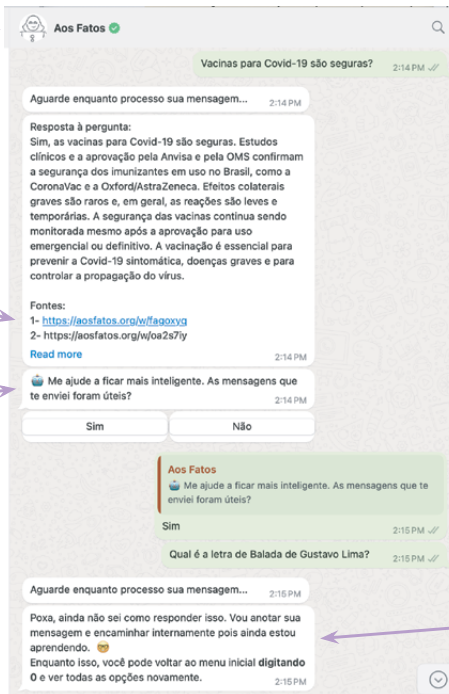 Aos Fatos
Vacinas para Covid-19 são seguras?
2:14 PM
Aguarde enquanto processo sua mensagem...
2:14 PM
Resposta à pergunta:
Sim, as vacinas para Covid-19 são seguras. Estudos
clínicos e a aprovação pela Anvisa e pela OMS confirmam
a segurança dos imunizantes em uso no Brasil, como a
CoronaVac e a Oxford/AstraZeneca. Efeitos colaterais
graves são raros e, em geral, as reações são leves e
temporárias. A segurança das vacinas continua sendo
monitorada mesmo após a aprovação para uso
emergencial ou definitivo. A vacinação é essencial para
prevenir a Covid-19 sintomática, doenças graves e para
controlar a propagação do vírus.
Fontes:
1- https://aosfatos.org/w/fagoxyg
2- https://aosfatos.org/w/oa2s7iy
Read more
2:14 PM
Me ajude a ficar mais inteligente. As mensagens que
te enviei foram úteis?
2:14 PM
Sim
Não
Aos Fatos
Me ajude a ficar mais inteligente. As mensagens que te
enviei foram úteis?
Sim
2:15 PM
Qual é a letra de Balada de Gustavo Lima?
2:15 PM
Aguarde enquanto processo sua mensagem...
2:15 PM
Poxa, ainda não sei como responder isso. Vou anotar sua
mensagem e encaminhar internamente pois ainda estou
aprendendo.
Enquanto isso, você pode voltar ao menu inicial digitando
0 e ver todas as opções novamente.
2:15 PM